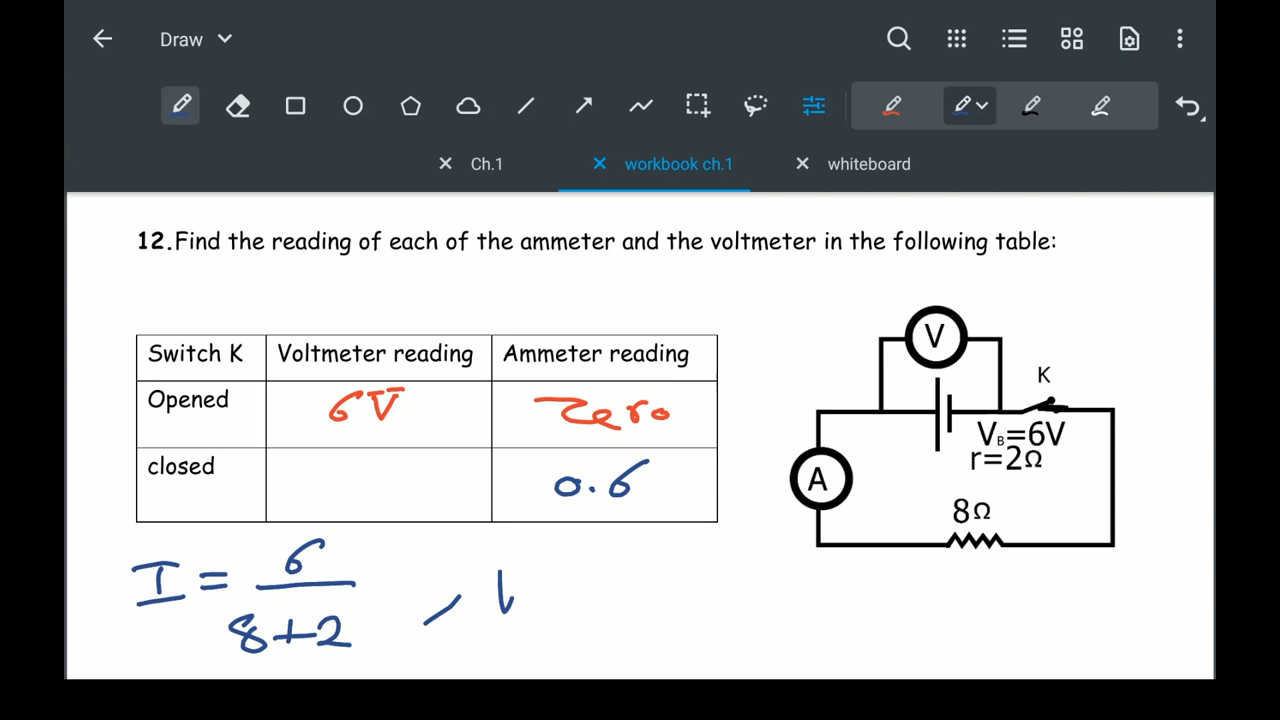 Draw
Ch.1 workbook ch.1 whiteboard
12.Find the reading of each of the ammeter and the voltmeter in the following table:
Switch K Voltmeter reading Ammeter reading
Opened 6V Zero
closed 0.6
V
K
V_B=6V
r=2Ω
A
8Ω
I = 6 / 8+2 ,